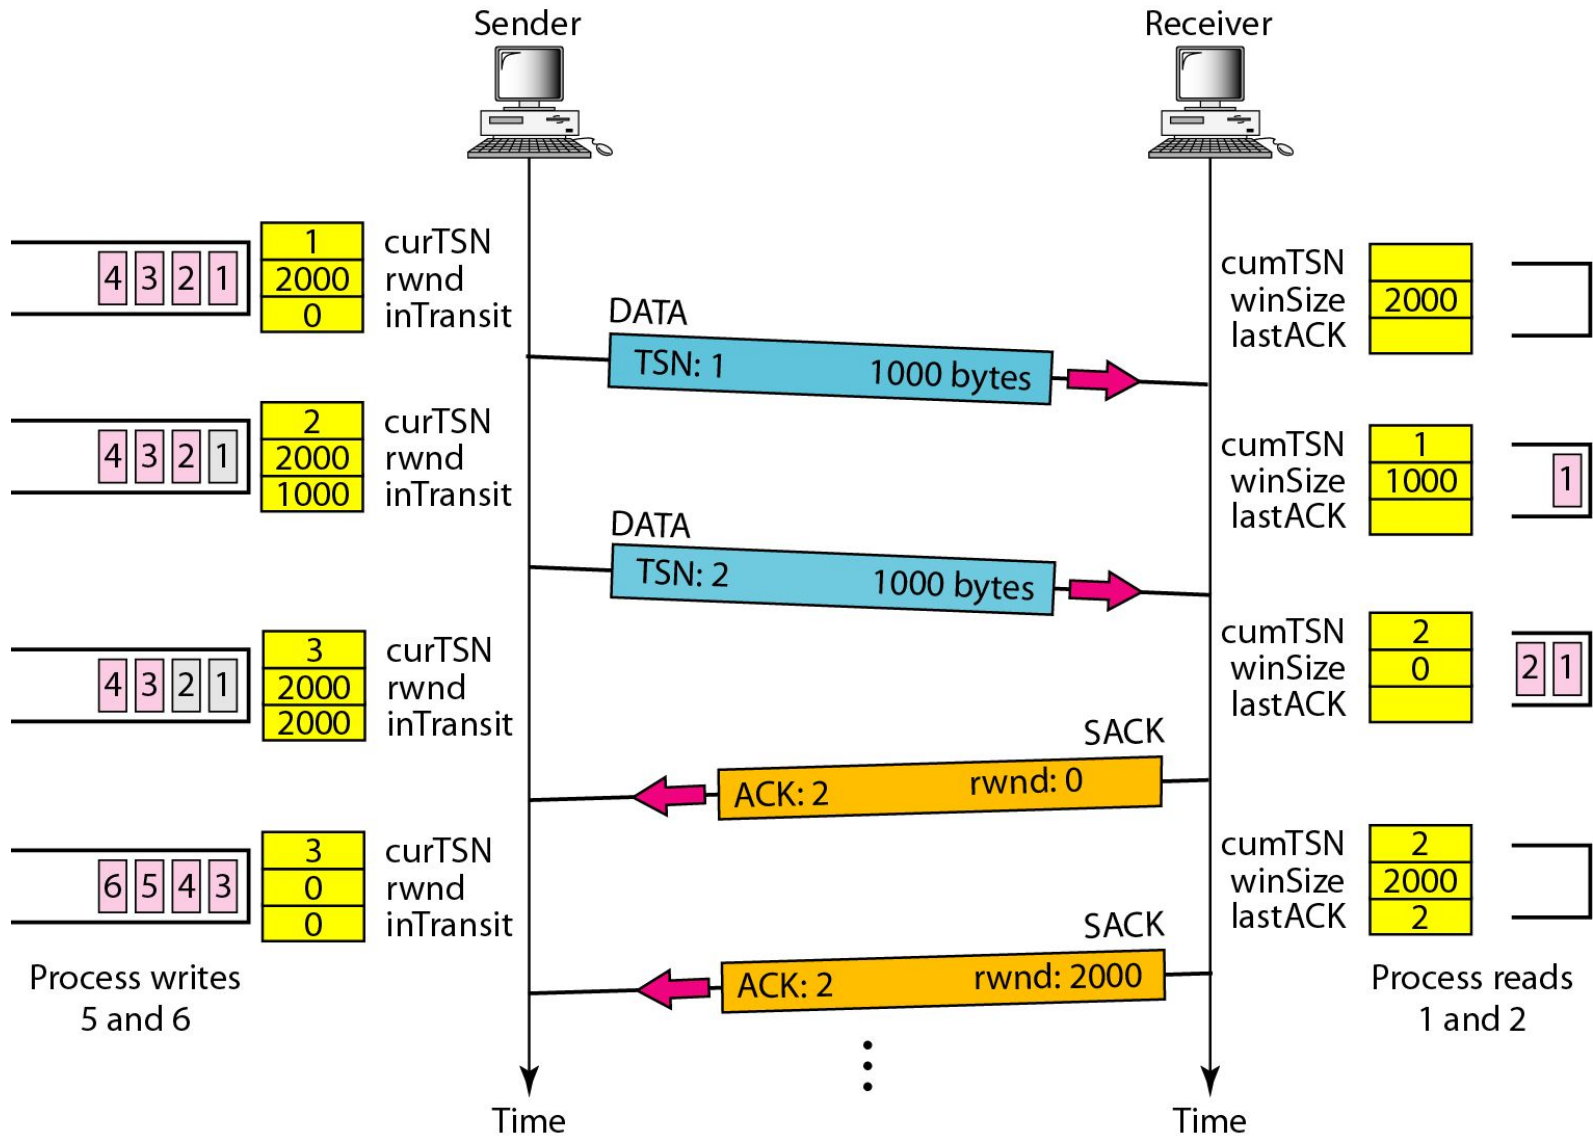 Sender
Receiver
4 3 2 1
1 curTSN
2000 rwnd
0 inTransit
cumTSN
winSize 2000
lastACK
DATA
TSN: 1 1000 bytes
4 3 2 1
2 curTSN
2000 rwnd
1000 inTransit
cumTSN 1
winSize 1000
lastACK
1
DATA
TSN: 2 1000 bytes
4 3 2 1
3 curTSN
2000 rwnd
2000 inTransit
cumTSN 2
winSize 0
lastACK
2 1
SACK
ACK: 2 rwnd: 0
6 5 4 3
3 curTSN
0 rwnd
0 inTransit
Process writes
5 and 6
cumTSN 2
winSize 2000
lastACK 2
Process reads
1 and 2
SACK
ACK: 2 rwnd: 2000
Time
Time